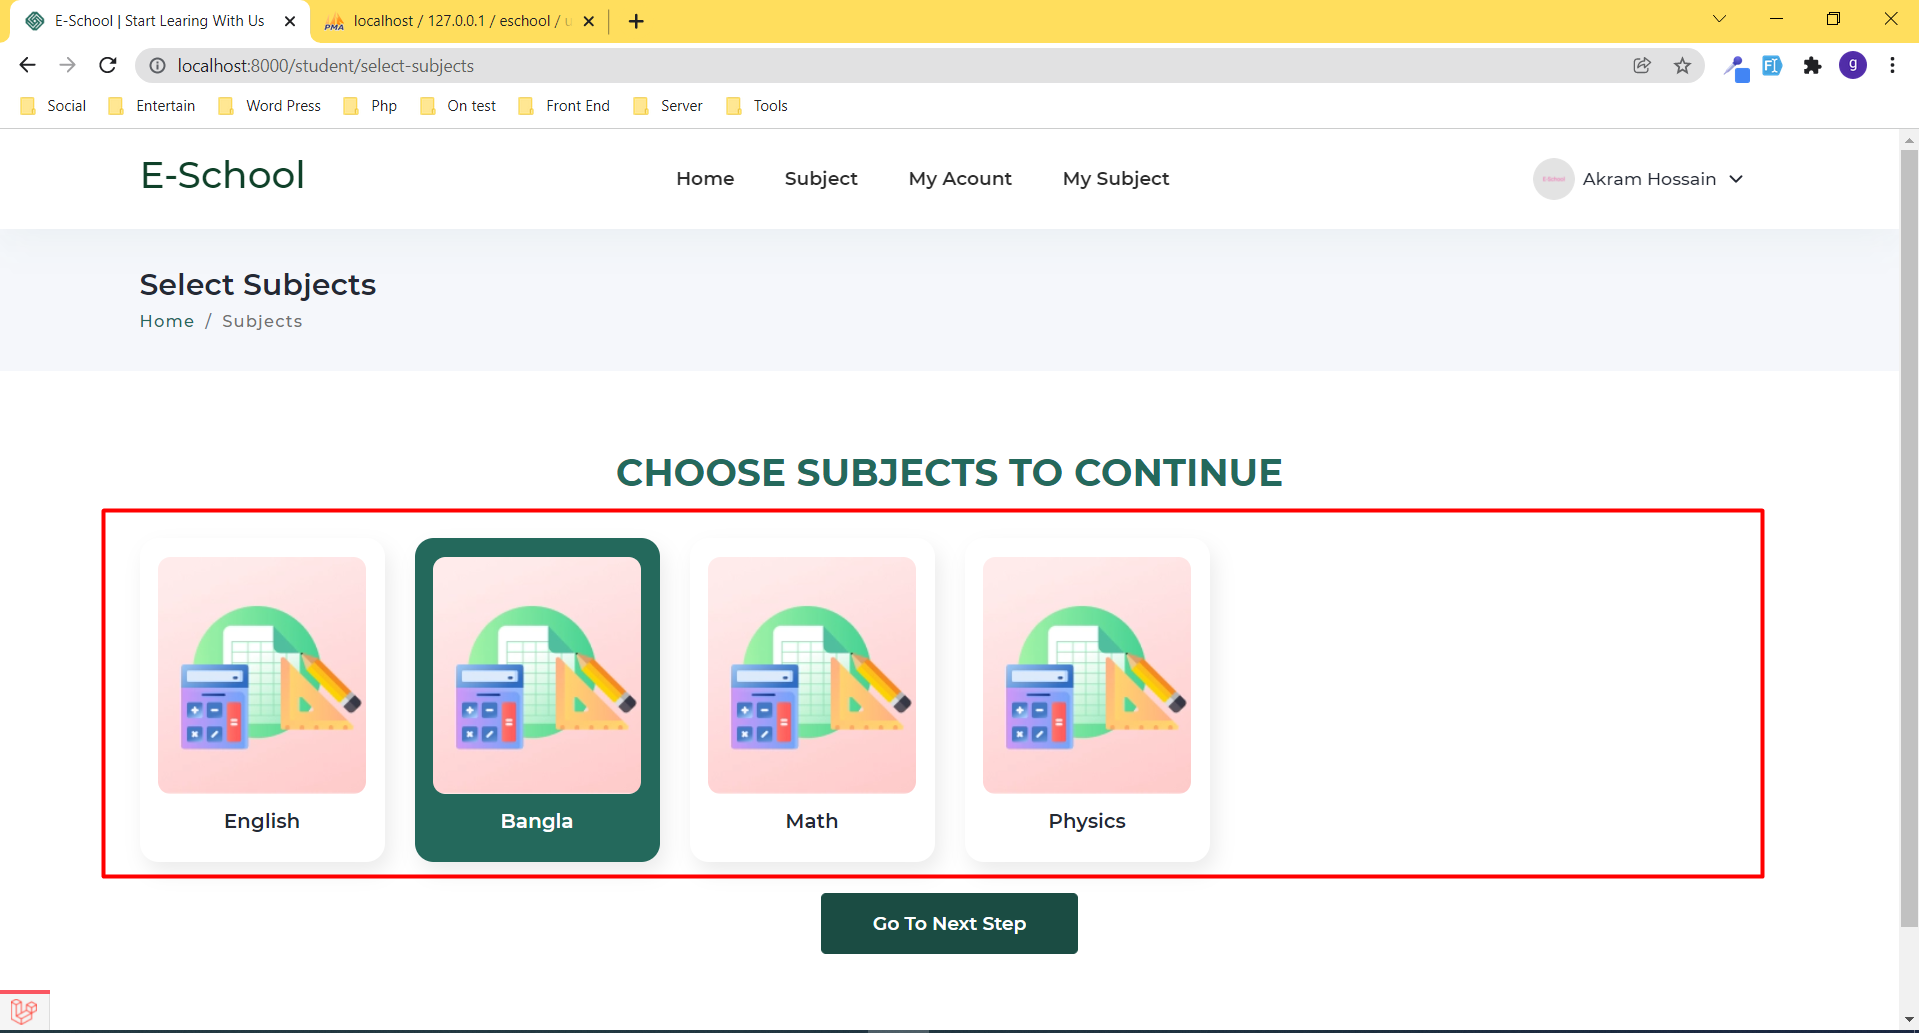 E-School | Start Learing With Us
localhost / 127.0.0.1 / eschool /
localhost:8000/student/select-subjects
g
Social Entertain Word Press Php On test Front End Server Tools
E-School
Home Subject My Acount My Subject
E-School
Akram Hossain
Select Subjects
Home / Subjects
CHOOSE SUBJECTS TO CONTINUE
English Bangla Math Physics
Go To Next Step